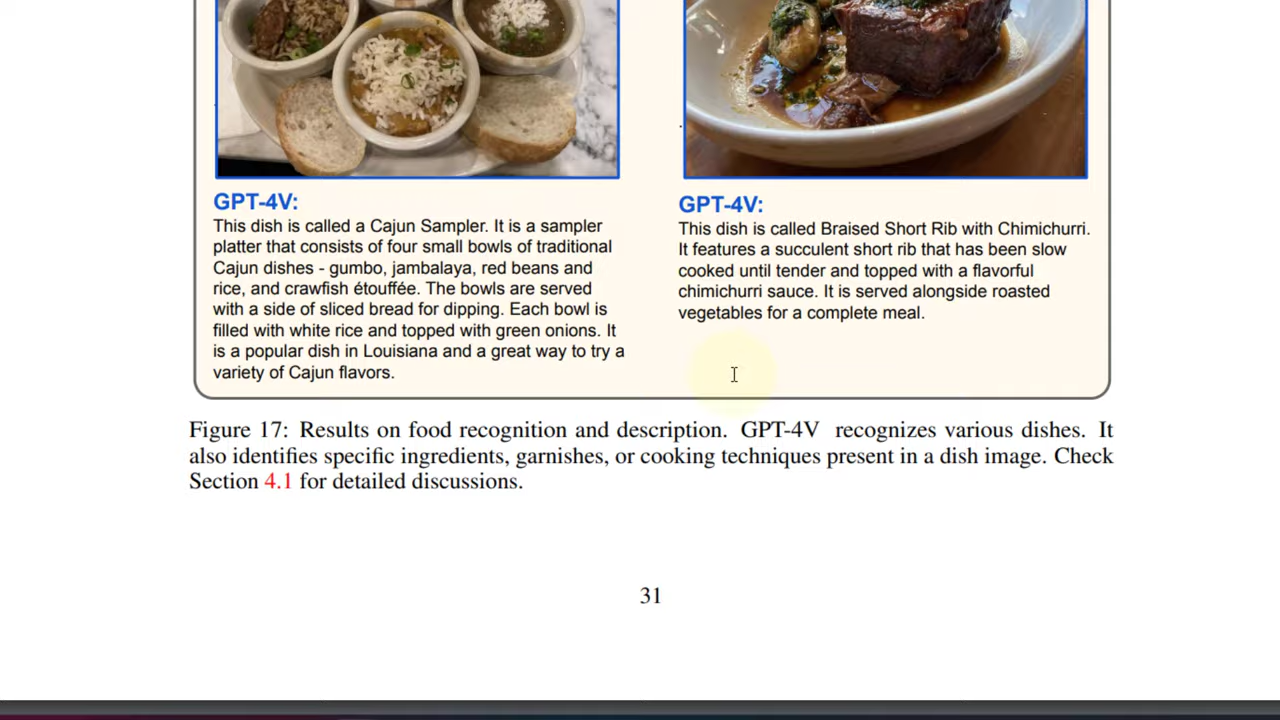 GPT-4V:
This dish is called a Cajun Sampler. It is a sampler
platter that consists of four small bowls of traditional
Cajun dishes - gumbo, jambalaya, red beans and
rice, and crawfish étouffée. The bowls are served
with a side of sliced bread for dipping. Each bowl is
filled with white rice and topped with green onions. It
is a popular dish in Louisiana and a great way to try a
variety of Cajun flavors.
GPT-4V:
This dish is called Braised Short Rib with Chimichurri.
It features a succulent short rib that has been slow
cooked until tender and topped with a flavorful
chimichurri sauce. It is served alongside roasted
vegetables for a complete meal.
Figure 17: Results on food recognition and description. GPT-4V recognizes various dishes. It
also identifies specific ingredients, garnishes, or cooking techniques present in a dish image. Check
Section 4.1 for detailed discussions.
31